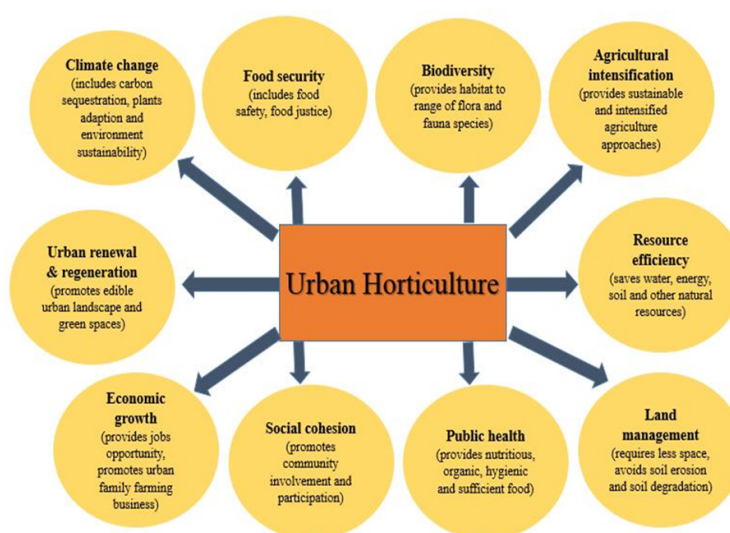 Climate change
(includes carbon
sequestration, plants
adaption and
environment
sustainability)
Food security
(includes food
safety, food justice)
Biodiversity
(provides habitat to
range of flora and
fauna species)
Agricultural
intensification
(provides sustainable
and intensified
agriculture
approaches)
Urban renewal
& regeneration
(promotes edible
urban landscape and
green spaces)
Urban Horticulture
Resource
efficiency
(saves water, energy,
soil and other natural
resources)
Economic
growth
(provides jobs
opportunity,
promotes urban
family farming
business)
Social cohesion
(promotes
community
involvement and
participation)
Public health
(provides nutritious,
organic, hygienic
and sufficient food)
Land
management
(requires less space,
avoids soil erosion
and soil degradation)